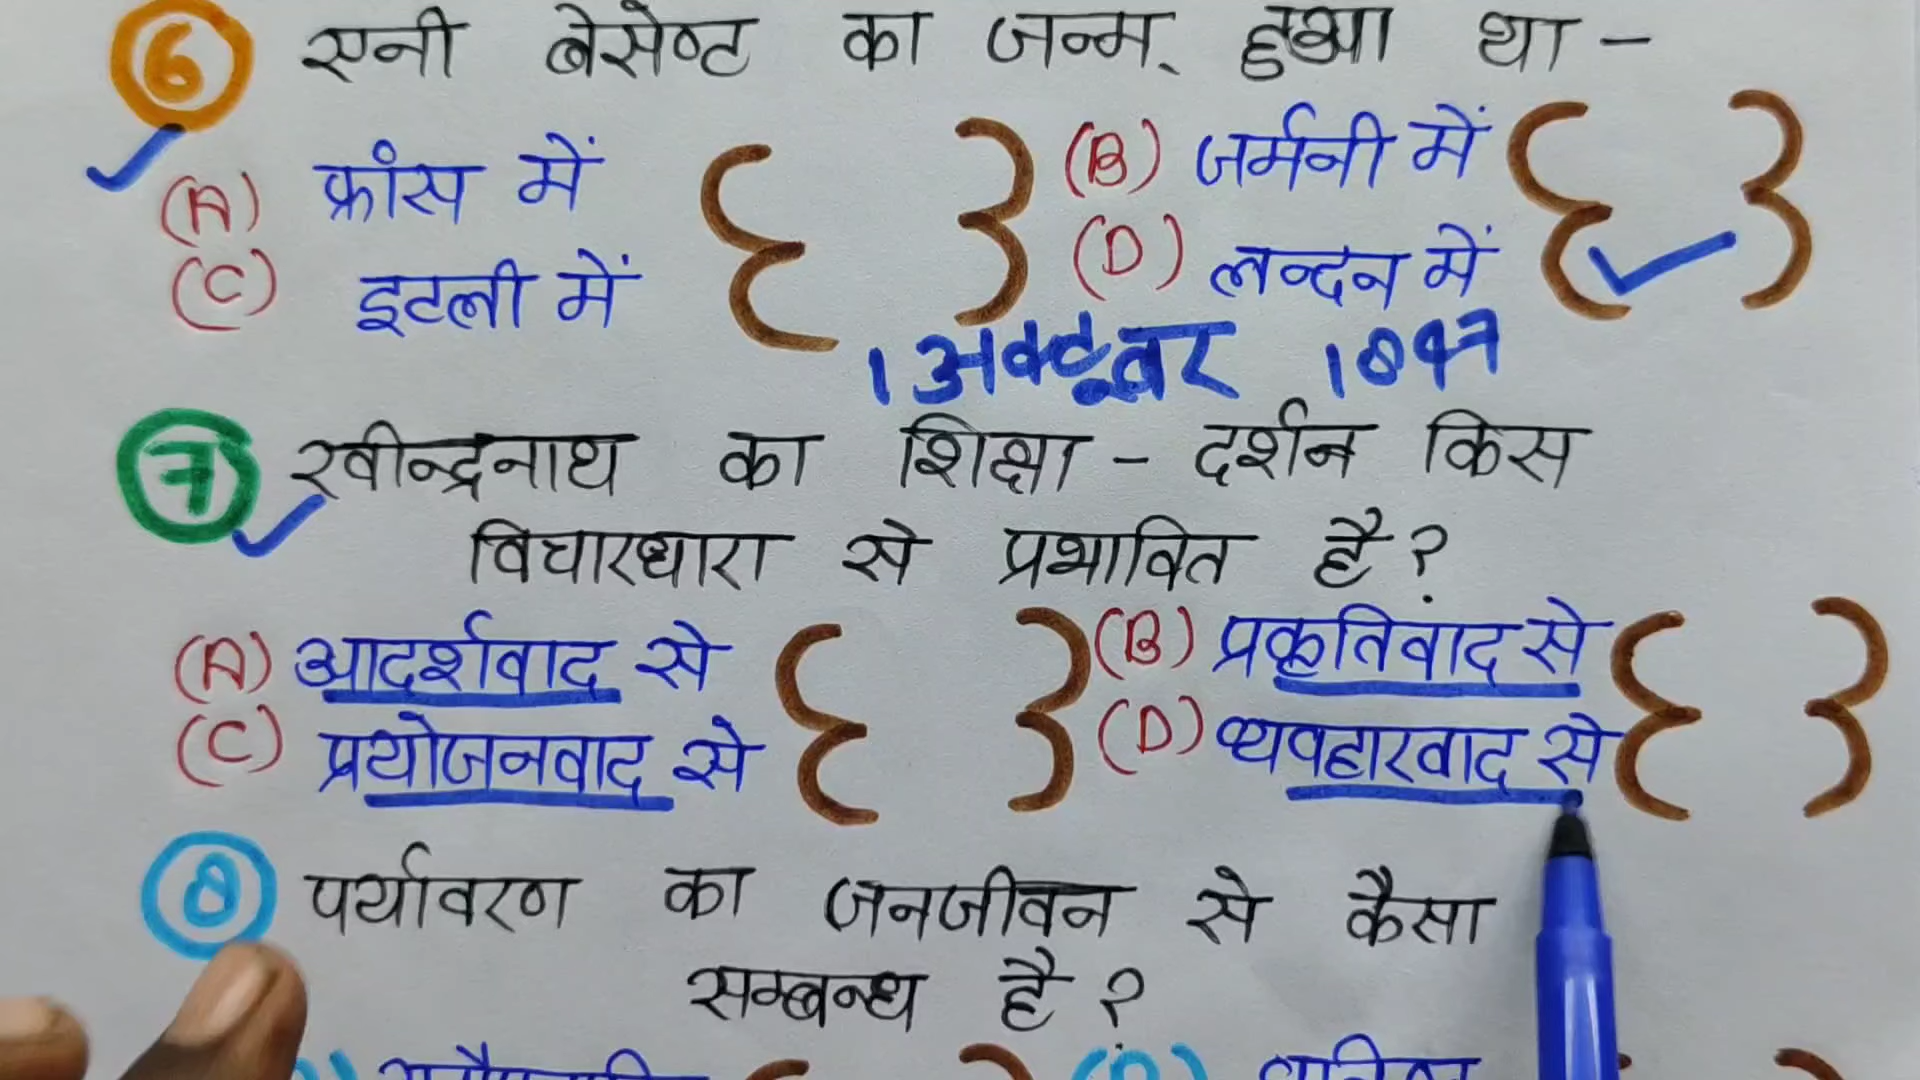 6 एनी बेसेण्ट का जन्म हुआ था -
(A) फ्रांस में (B) जर्मनी में
(C) इटली में (D) लन्दन में
1 अक्टूबर 1847
7 रवीन्द्रनाथ का शिक्षा - दर्शन किस
विचारधारा से प्रभावित है?
(A) आदर्शवाद से (B) प्रकृतिवाद से
(C) प्रयोजनवाद से (D) व्यवहारवाद से
8 पर्यावरण का जनजीवन से कैसा
सम्बन्ध है?